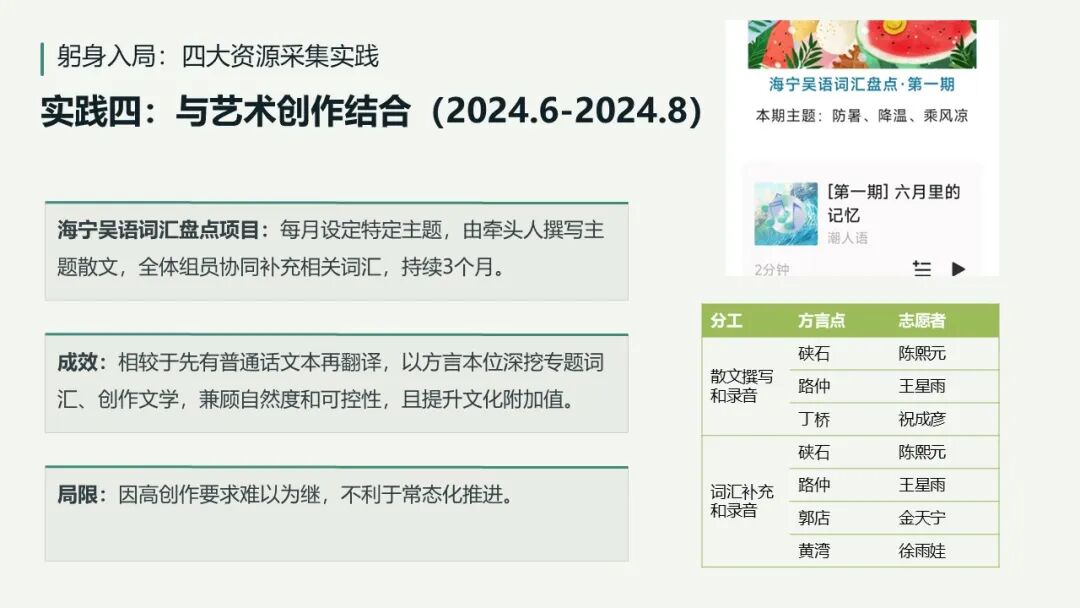 躬身入局：四大资源采集实践
实践四：与艺术创作结合（2024.6-2024.8）
海宁吴语词汇盘点项目：每月设定特定主题，由牵头人撰写主
题散文，全体组员协同补充相关词汇，持续3个月。
成效：相较于先有普通话文本再翻译，以方言本位深挖专题词
汇、创作文学，兼顾自然度和可控性，且提升文化附加值。
局限：因高创作要求难以为继，不利于常态化推进。
海宁吴语词汇盘点·第一期
本期主题：防暑、降温、乘风凉
[第一期] 六月里的
记忆
潮人语
2分钟
分工 方言点 志愿者
散文撰写
和录音
硖石 陈熙元
路仲 王星雨
丁桥 祝成彦
词汇补充
和录音
硖石 陈熙元
路仲 王星雨
郭店 金天宁
黄湾 徐雨娃